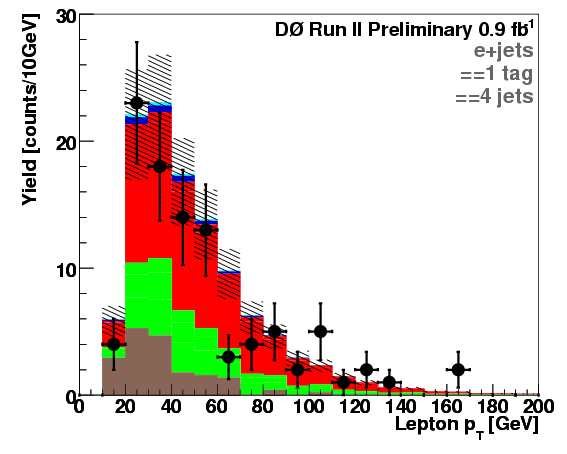 30
DØ Run II Preliminary 0.9 fb-1
e+jets
==1 tag
==4 jets
Yield [counts/10GeV]
20
10
0
0 20 40 60 80 100 120 140 160 180 200
Lepton pT [GeV]